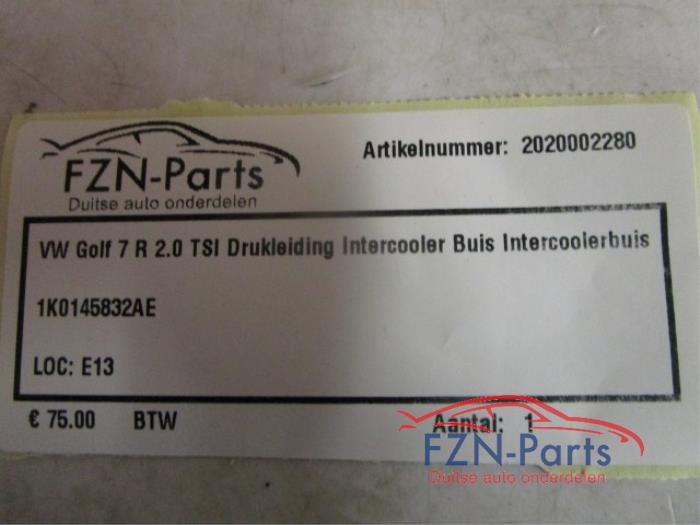 FZN-Parts
Duitse auto onderdelen
Artikelnummer: 2020002280
VW Golf 7 R 2.0 TSI Drukleiding Intercooler Buis Intercoolerbuis
1K0145832AE
LOC: E13
€ 75.00 BTW Aantal: 1
FZN-Parts
Duitse auto onderdelen